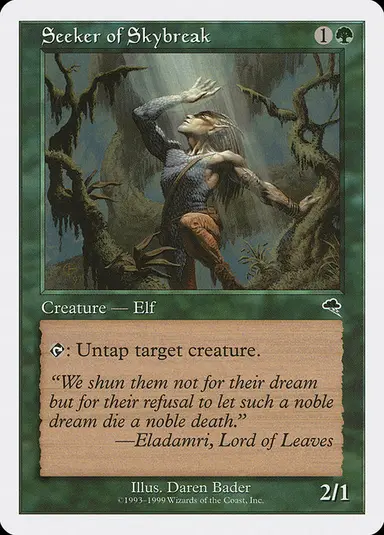 Seeker of Skybreak 1
Creature — Elf
: Untap target creature.
“We shun them not for their dream
but for their refusal to let such a noble
dream die a noble death.”
—Eladamri, Lord of Leaves
Illus. Daren Bader
©1993–1999 Wizards of the Coast, Inc.
2/1